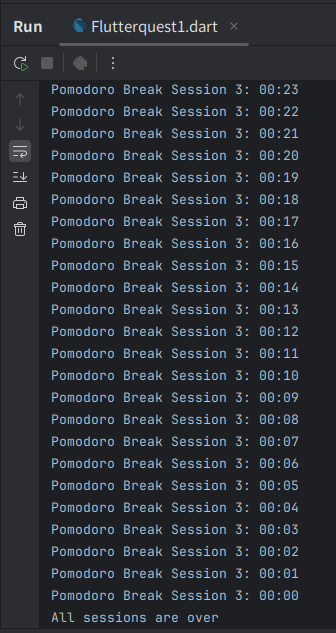 Run
Flutterquest1.dart
Pomodoro Break Session 3: 00:23
Pomodoro Break Session 3: 00:22
Pomodoro Break Session 3: 00:21
Pomodoro Break Session 3: 00:20
Pomodoro Break Session 3: 00:19
Pomodoro Break Session 3: 00:18
Pomodoro Break Session 3: 00:17
Pomodoro Break Session 3: 00:16
Pomodoro Break Session 3: 00:15
Pomodoro Break Session 3: 00:14
Pomodoro Break Session 3: 00:13
Pomodoro Break Session 3: 00:12
Pomodoro Break Session 3: 00:11
Pomodoro Break Session 3: 00:10
Pomodoro Break Session 3: 00:09
Pomodoro Break Session 3: 00:08
Pomodoro Break Session 3: 00:07
Pomodoro Break Session 3: 00:06
Pomodoro Break Session 3: 00:05
Pomodoro Break Session 3: 00:04
Pomodoro Break Session 3: 00:03
Pomodoro Break Session 3: 00:02
Pomodoro Break Session 3: 00:01
Pomodoro Break Session 3: 00:00
All sessions are over